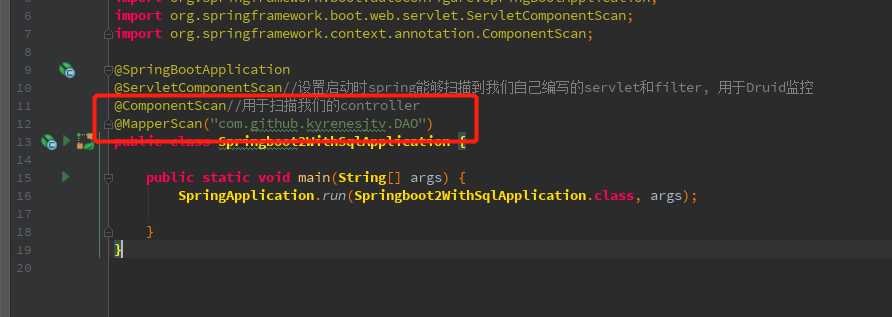 5 import org.springframework.boot.autoconfigure.SpringBootApplication;
6 import org.springframework.boot.web.servlet.ServletComponentScan;
7 import org.springframework.context.annotation.ComponentScan;
8
9 @SpringBootApplication
10 @ServletComponentScan//设置启动时spring能够扫描到我们自己编写的servlet和filter, 用于Druid监控
11 @ComponentScan//用于扫描我们的controller
12 @MapperScan("com.github.kyrenesjtv.DAO")
13 public class Springboot2WithSqlApplication {
14
15 public static void main(String[] args) {
16 SpringApplication.run(Springboot2WithSqlApplication.class, args);
17
18 }
19 }
20